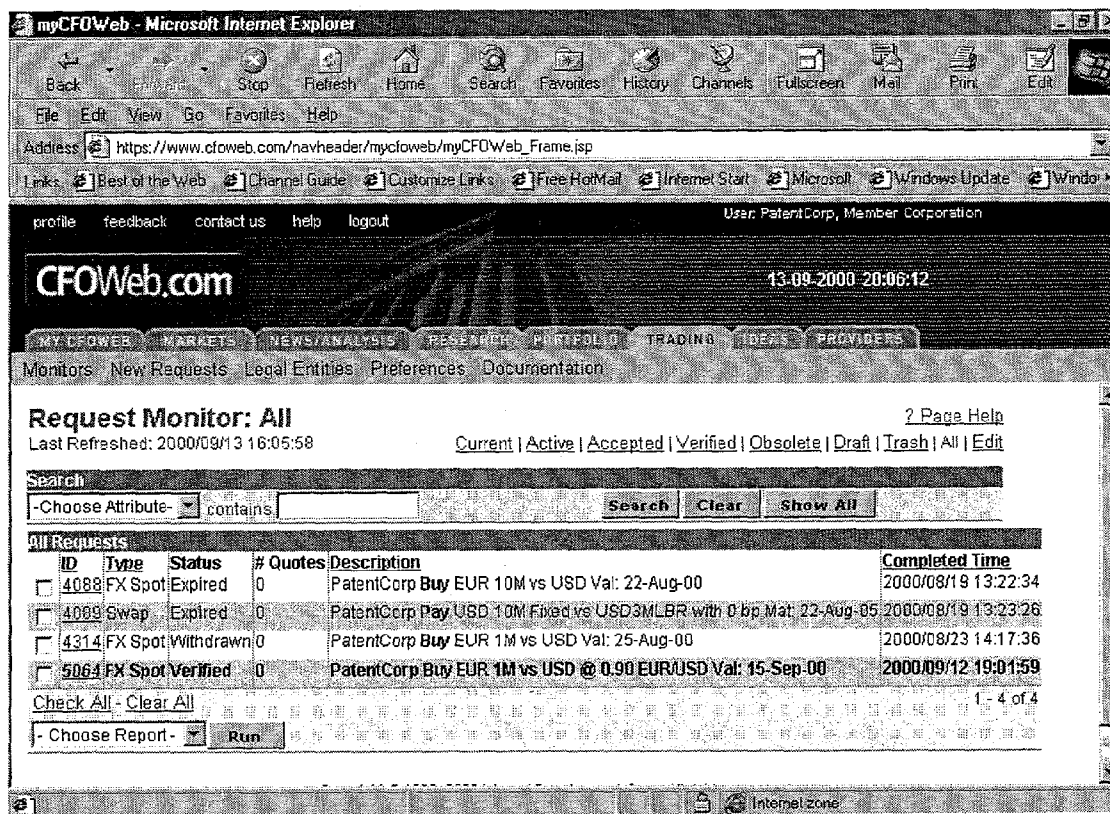 myCFOWeb - Microsoft Internet Explorer
Back Stop Refresh Home Search Favorites History Channels Fullscreen Mail Print Edit
File Edit View Go Favorites Help
Address https://www.cfoweb.com/navheader/mycfoweb/myCFOWeb_Frame.jsp
Links Best of the Web Channel Guide Customize Links Free HotMail Internet Start Microsoft Windows Update Windo
profile feedback contact us help logout User: PatentCorp, Member Corporation
CFOWeb.com 13-09-2000 20:06:12
MY CFOWEB MARKETS NEWS/ANALYSIS RESEARCH PORTFOLIO TRADING IDEAS PROVIDERS
Monitors New Requests Legal Entities Preferences Documentation
Request Monitor: All ? Page Help
Last Refreshed: 2000/09/13 16:05:58 Current | Active | Accepted | Verified | Obsolete | Draft | Trash | All | Edit
Search
-Choose Attribute- contains Search Clear Show All
All Requests
ID Type Status # Quotes Description Completed Time
4088 FX Spot Expired 0 PatentCorp Buy EUR 10M vs USD Val: 22-Aug-00 2000/08/19 13:22:34
4089 Swap Expired 0 PatentCorp Pay USD 10M Fixed vs USD3MLBR with 0 bp Mat: 22-Aug-05 2000/08/19 13:23:26
4314 FX Spot Withdrawn 0 PatentCorp Buy EUR 1M vs USD Val: 25-Aug-00 2000/08/23 14:17:36
5064 FX Spot Verified 0 PatentCorp Buy EUR 1M vs USD @ 0.90 EUR/USD Val: 15-Sep-00 2000/09/12 19:01:59
Check All - Clear All 1 - 4 of 4
- Choose Report - Run
Internet zone